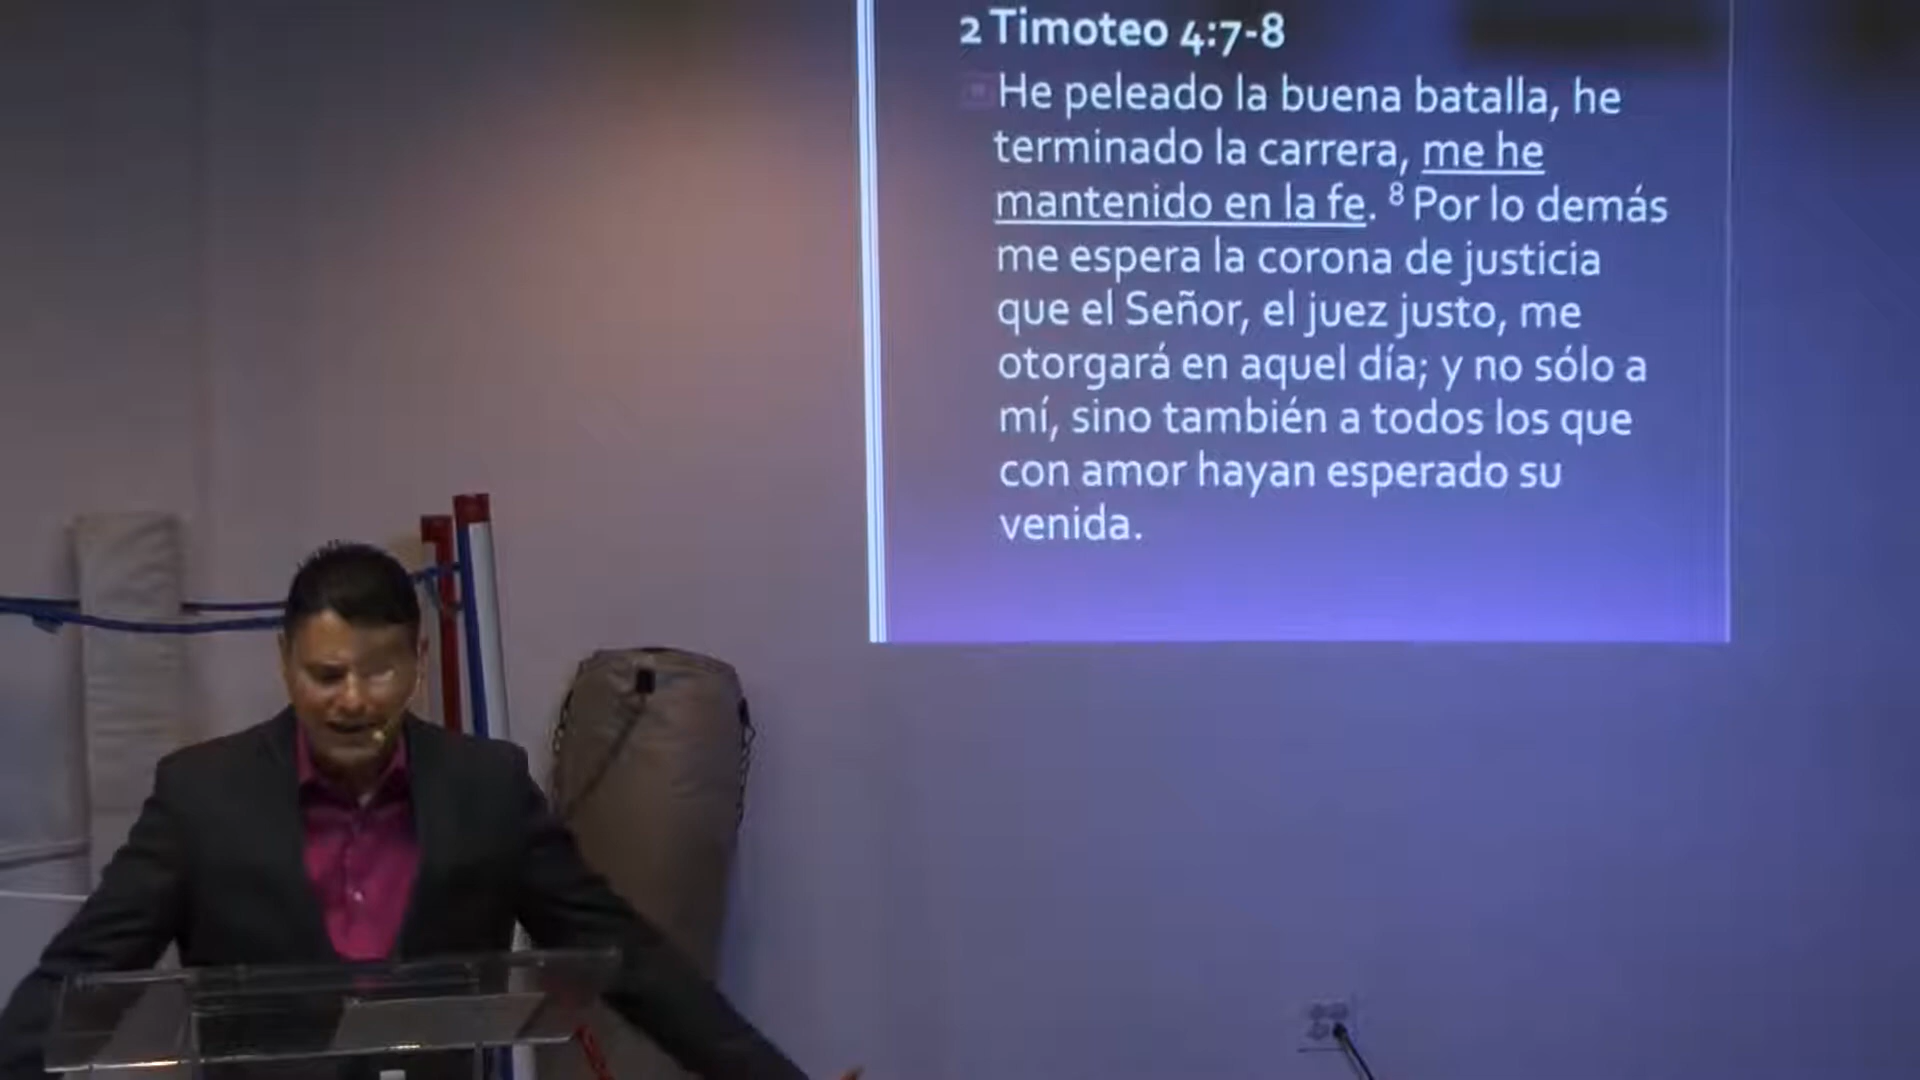 2 Timoteo 4:7-8
He peleado la buena batalla, he
terminado la carrera, me he
mantenido en la fe. 8 Por lo demás
me espera la corona de justicia
que el Señor, el juez justo, me
otorgará en aquel día; y no sólo a
mí, sino también a todos los que
con amor hayan esperado su
venida.